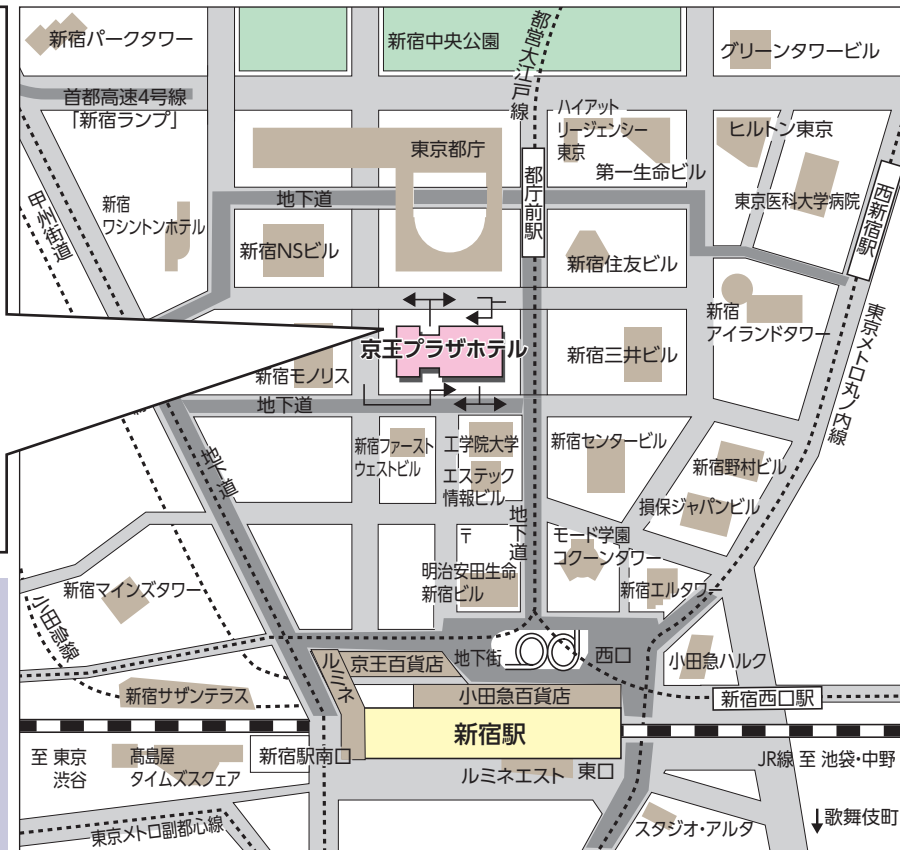 新宿パークタワー
新宿中央公園
都営大江戸線
グリーンタワービル
首都高速4号線
「新宿ランプ」
ハイアット
リージェンシー
東京
ヒルトン東京
東京都庁
第一生命ビル
都庁前駅
東京医科大学病院
西新宿駅
甲州街道
新宿
ワシントンホテル
地下道
新宿NSビル
新宿住友ビル
新宿
アイランドタワー
東京メトロ丸ノ内線
京王プラザホテル
新宿三井ビル
新宿モノリス
地下道
地下道
新宿ファースト
ウェストビル
工学院大学
エステック
情報ビル
新宿センタービル
新宿野村ビル
損保ジャパンビル
地下道
〒
モード学園
コクーンタワー
明治安田生命
新宿ビル
新宿エルタワー
新宿マインズタワー
小田急線
ルミネ
京王百貨店
地下街
西口
小田急ハルク
新宿サザンテラス
小田急百貨店
新宿西口駅
新宿駅
至 東京
渋谷
髙島屋
タイムズスクェア
新宿駅南口
ルミネエスト
東口
JR線 至 池袋・中野
東京メトロ副都心線
スタジオ・アルタ
↓歌舞伎町